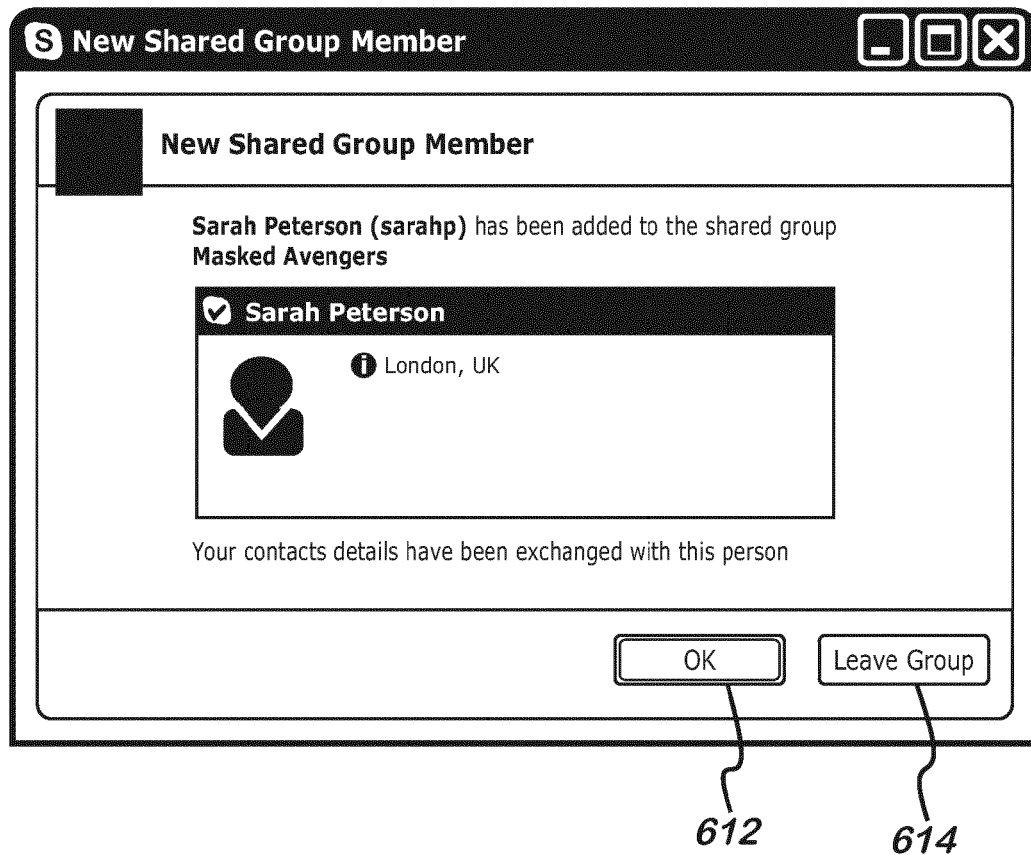 S New Shared Group Member
New Shared Group Member
Sarah Peterson (sarahp) has been added to the shared group
Masked Avengers
Sarah Peterson
i London, UK
Your contacts details have been exchanged with this person
OK
Leave Group
612
614